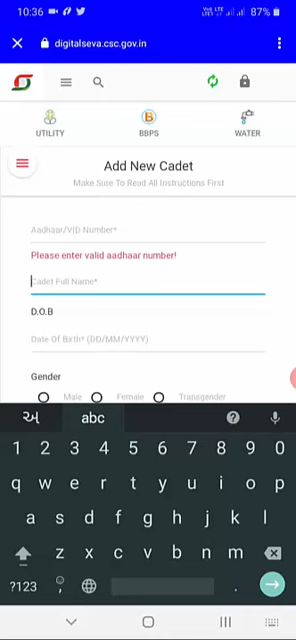 10:36 87%
digitalseva.csc.gov.in
UTILITY BBPS WATER
Add New Cadet
Make Sure To Read All Instructions First
Aadhaar/VID Number*
Please enter valid aadhaar number!
Cadet Full Name*
D.O.B
Date Of Birth* (DD/MM/YYYY)
Gender
Male Female Transgender
અ abc
1 2 3 4 5 6 7 8 9 0
q w e r t y u i o p
a s d f g h j k l
z x c v b n m
?123 , .